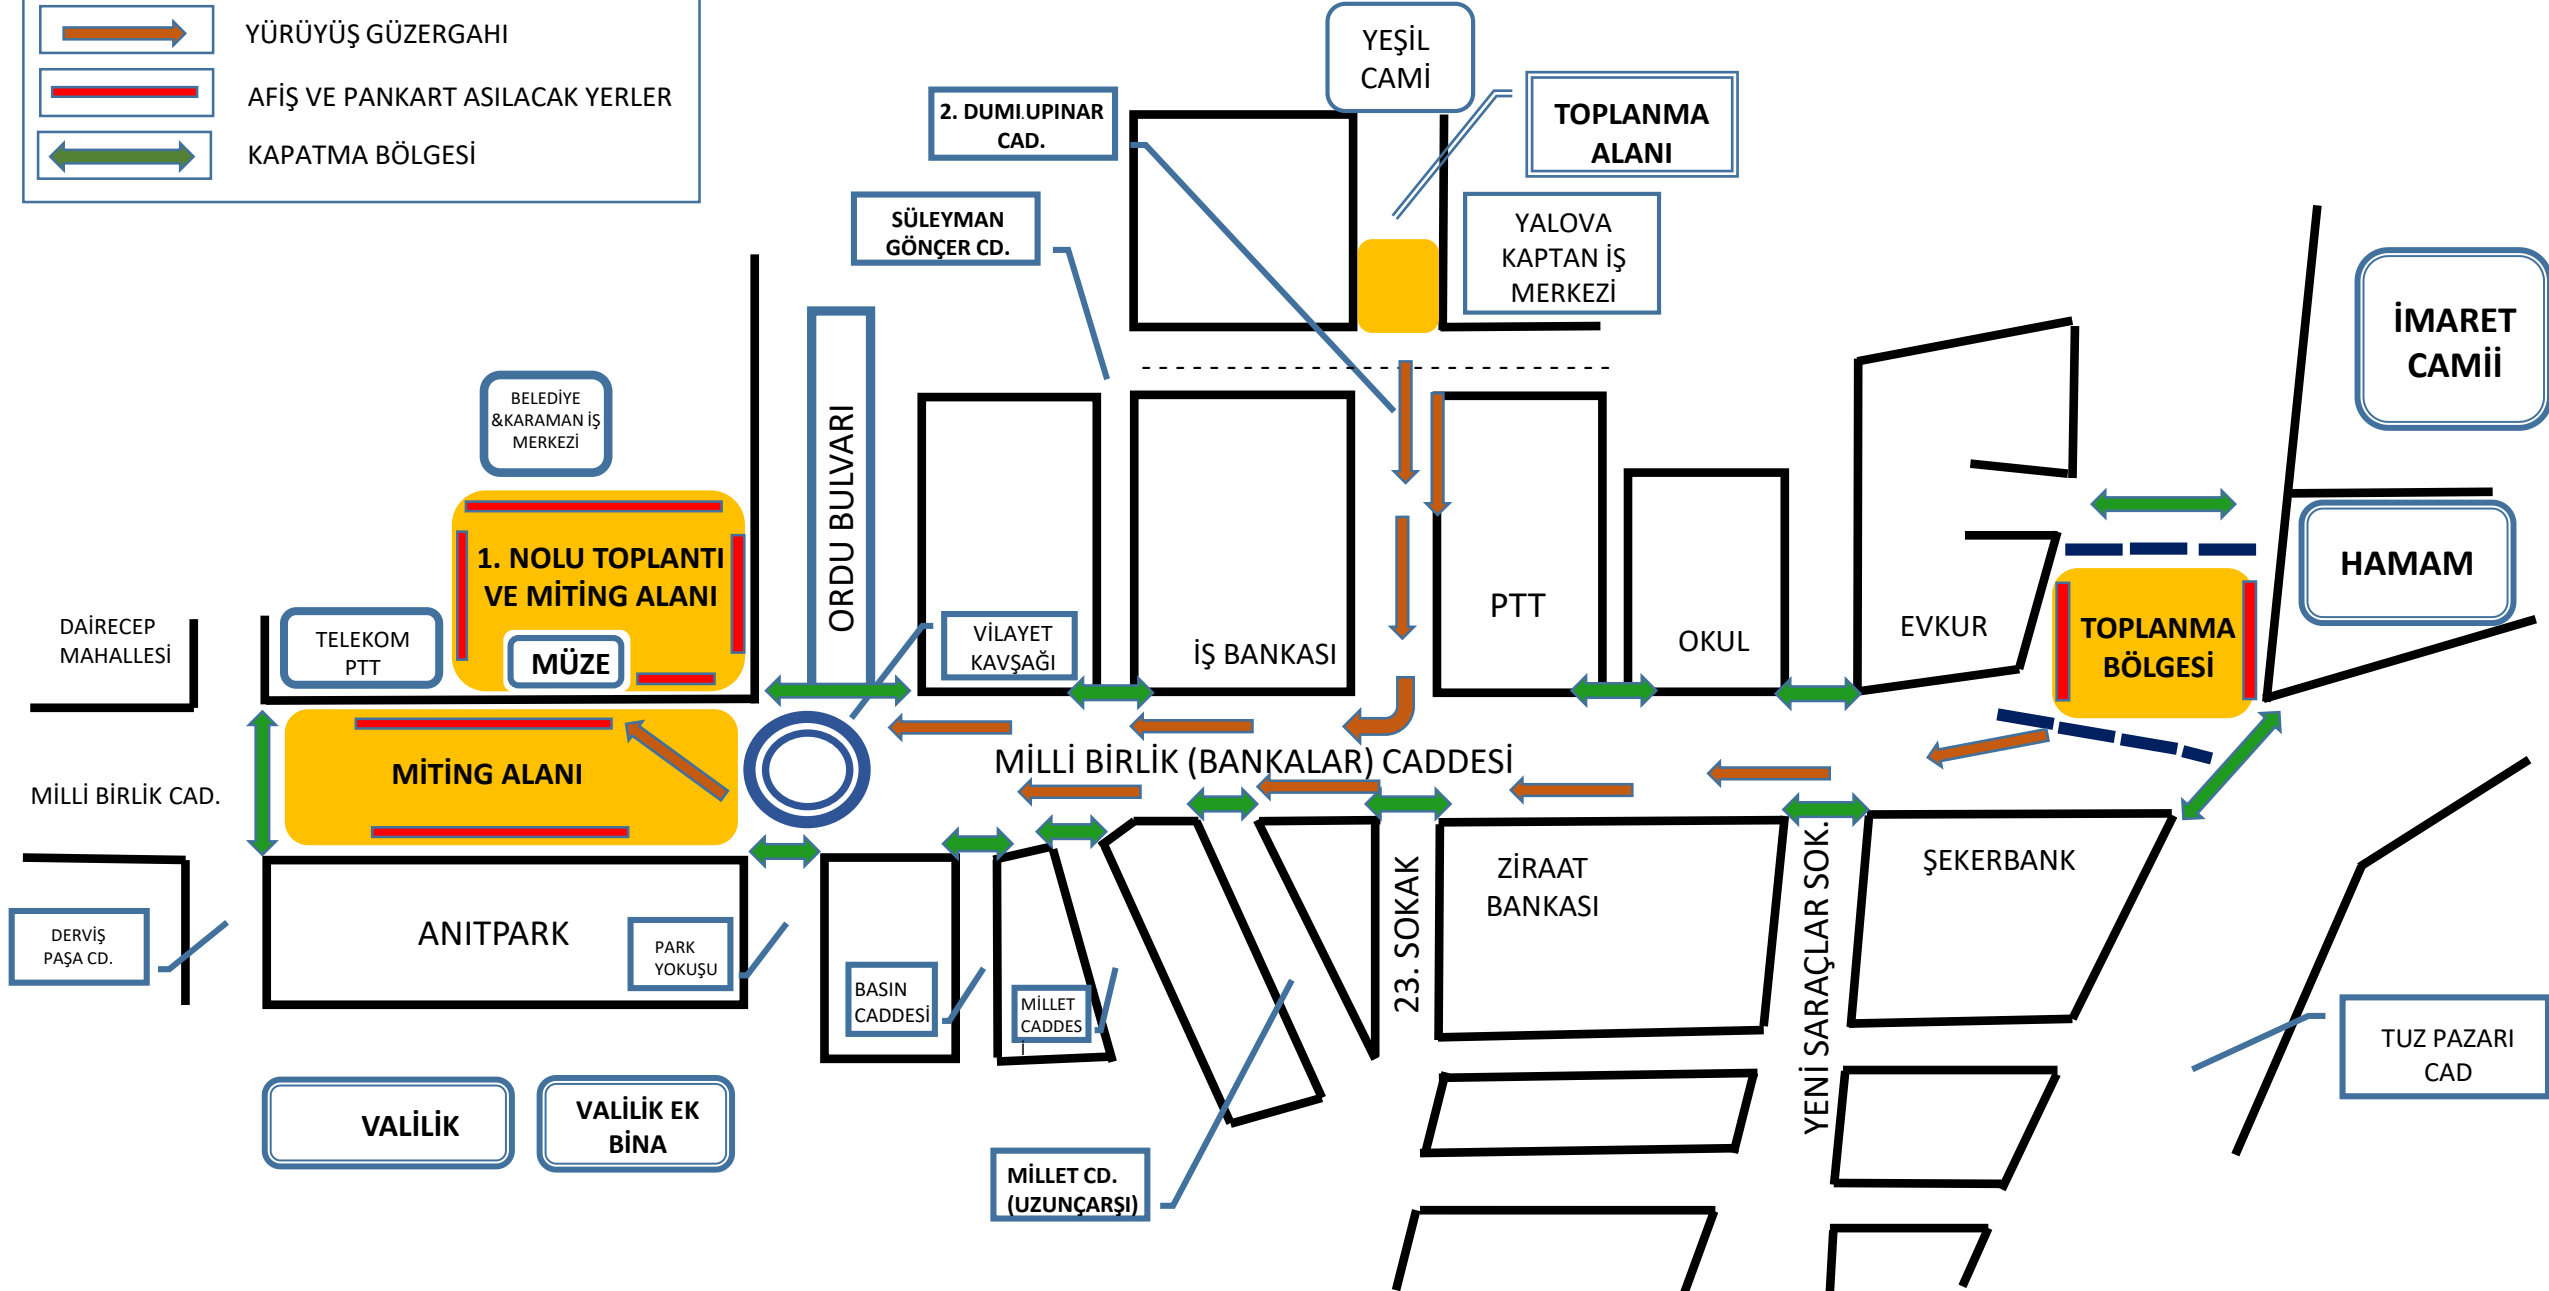 YÜRÜYÜŞ GÜZERGAHI
AFİŞ VE PANKART ASILACAK YERLER
KAPATMA BÖLGESİ
YEŞİL
CAMİ
2. DUMLUPINAR
CAD.
TOPLANMA
ALANI
SÜLEYMAN
GÖNÇER CD.
YALOVA
KAPTAN İŞ
MERKEZİ
İMARET
CAMİİ
BELEDİYE
&KARAMAN İŞ
MERKEZİ
ORDU BULVARI
1. NOLU TOPLANTI
VE MİTİNG ALANI
MÜZE
HAMAM
DAİRECEP
MAHALLESİ
TELEKOM
PTT
VİLAYET
KAVŞAĞI
İŞ BANKASI
PTT
OKUL
EVKUR
TOPLANMA
BÖLGESİ
MİLLİ BİRLİK (BANKALAR) CADDESİ
MİTİNG ALANI
MİLLİ BİRLİK CAD.
DERVİŞ
PAŞA CD.
ANITPARK
PARK
YOKUŞU
BASIN
CADDESİ
MİLLET
CADDES
İ
23. SOKAK
ZİRAAT
BANKASI
YENİ SARAÇLAR SOK.
ŞEKERBANK
TUZ PAZARI
CAD
VALİLİK
VALİLİK EK
BİNA
MİLLET CD.
(UZUNÇARŞI)